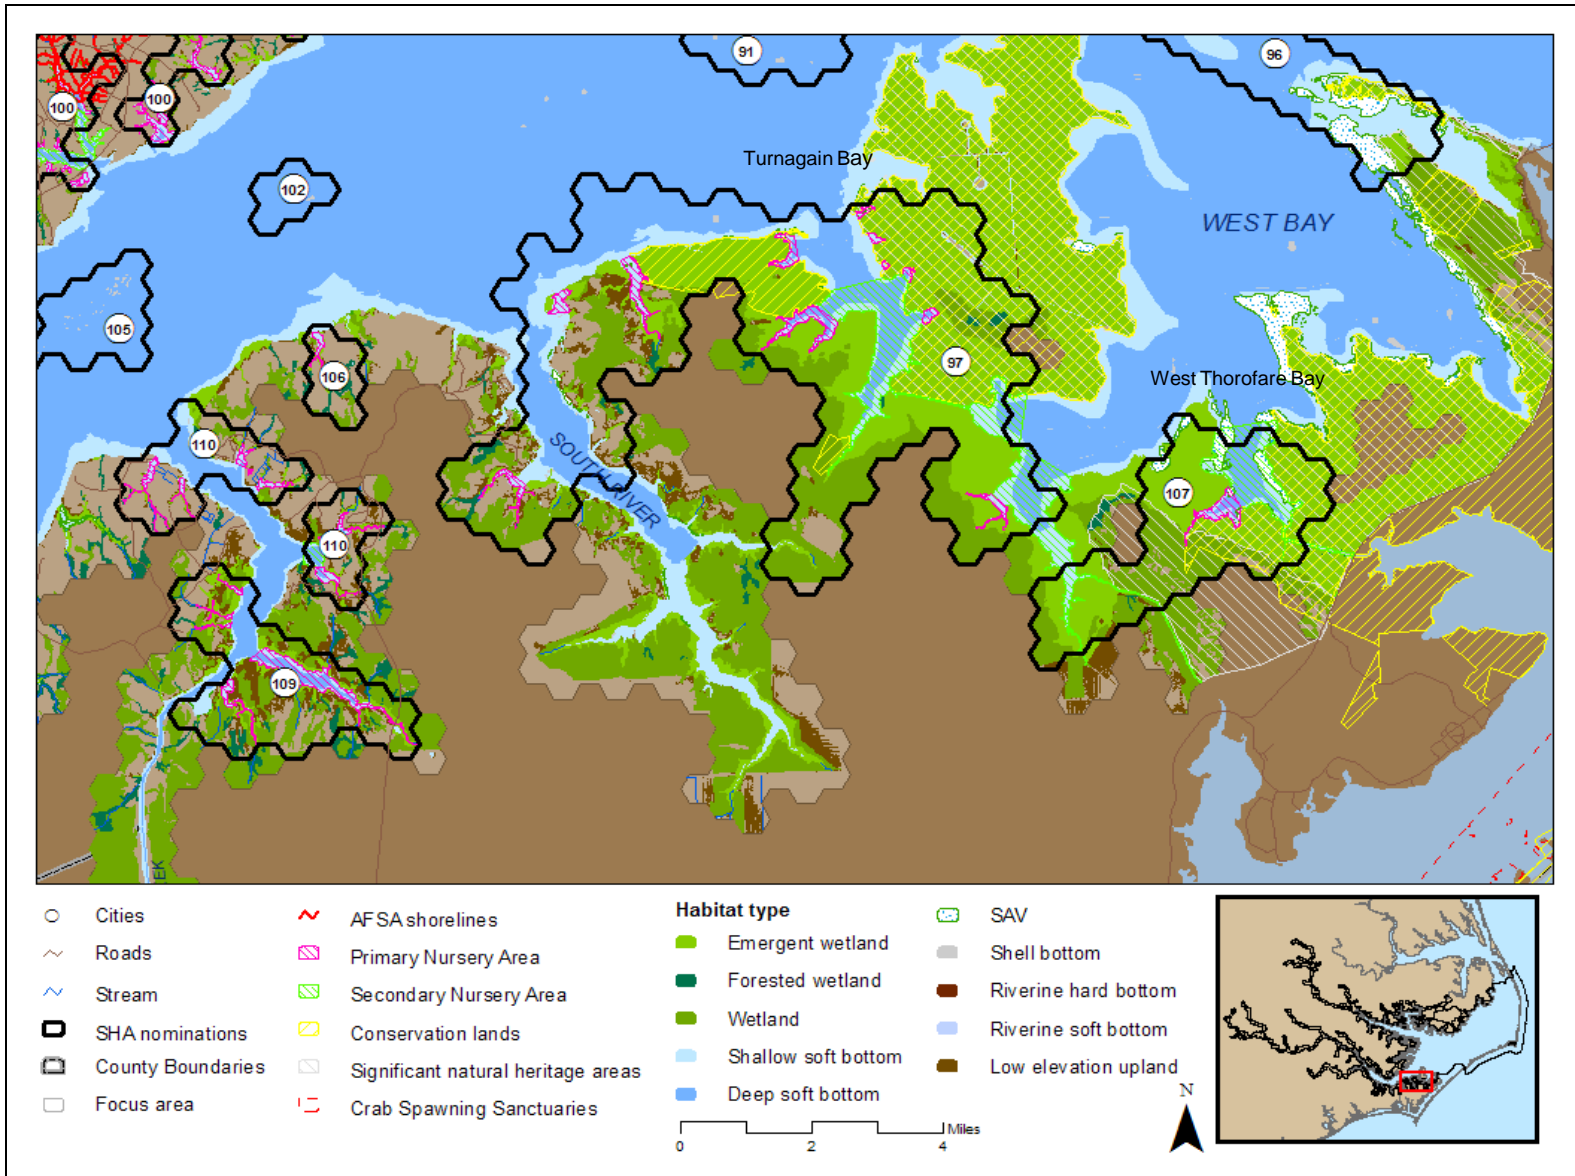 91
96
100
100
Turnagain Bay
102
WEST BAY
105
97
106
West Thorofare Bay
110
SOUTH RIVER
107
110
109
EK
Cities
Roads
Stream
SHA nominations
County Boundaries
Focus area
AFSA shorelines
Primary Nursery Area
Secondary Nursery Area
Conservation lands
Significant natural heritage areas
Crab Spawning Sanctuaries
Habitat type
Emergent wetland
Forested wetland
Wetland
Shallow soft bottom
Deep soft bottom
SAV
Shell bottom
Riverine hard bottom
Riverine soft bottom
Low elevation upland
Miles
0 2 4
N